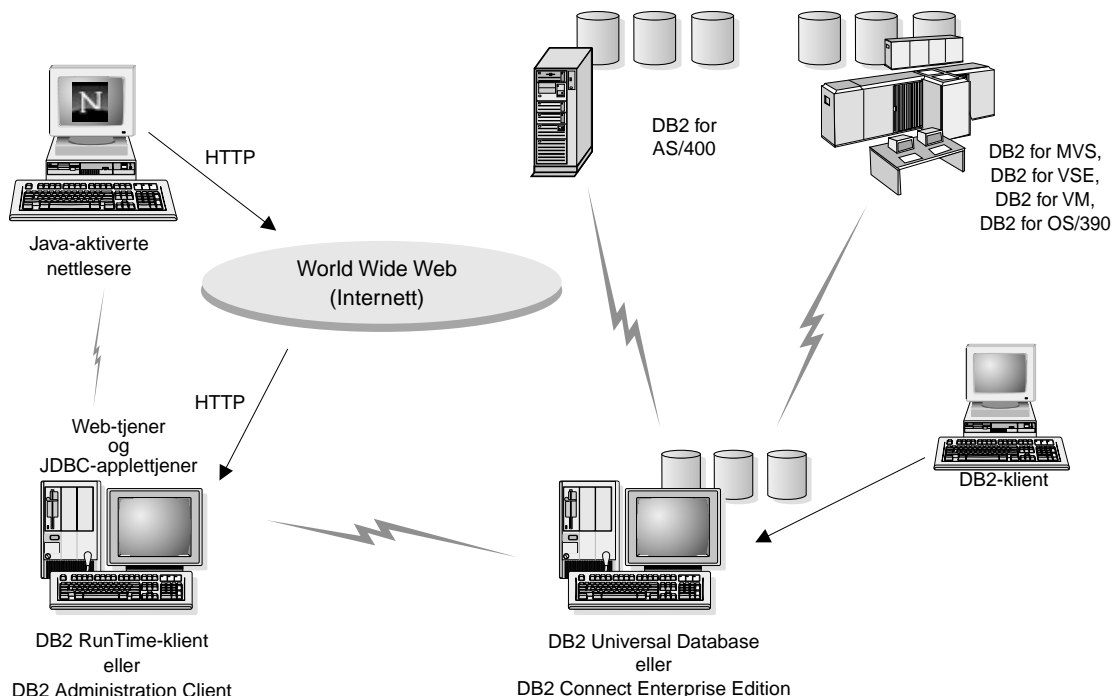 N
HTTP
Java-aktiverte
nettlesere
DB2 for
AS/400
DB2 for MVS,
DB2 for VSE,
DB2 for VM,
DB2 for OS/390
World Wide Web
(Internett)
HTTP
Web-tjener
og
JDBC-applettjener
DB2-klient
DB2 RunTime-klient
eller
DB2 Administration Client
DB2 Universal Database
eller
DB2 Connect Enterprise Edition